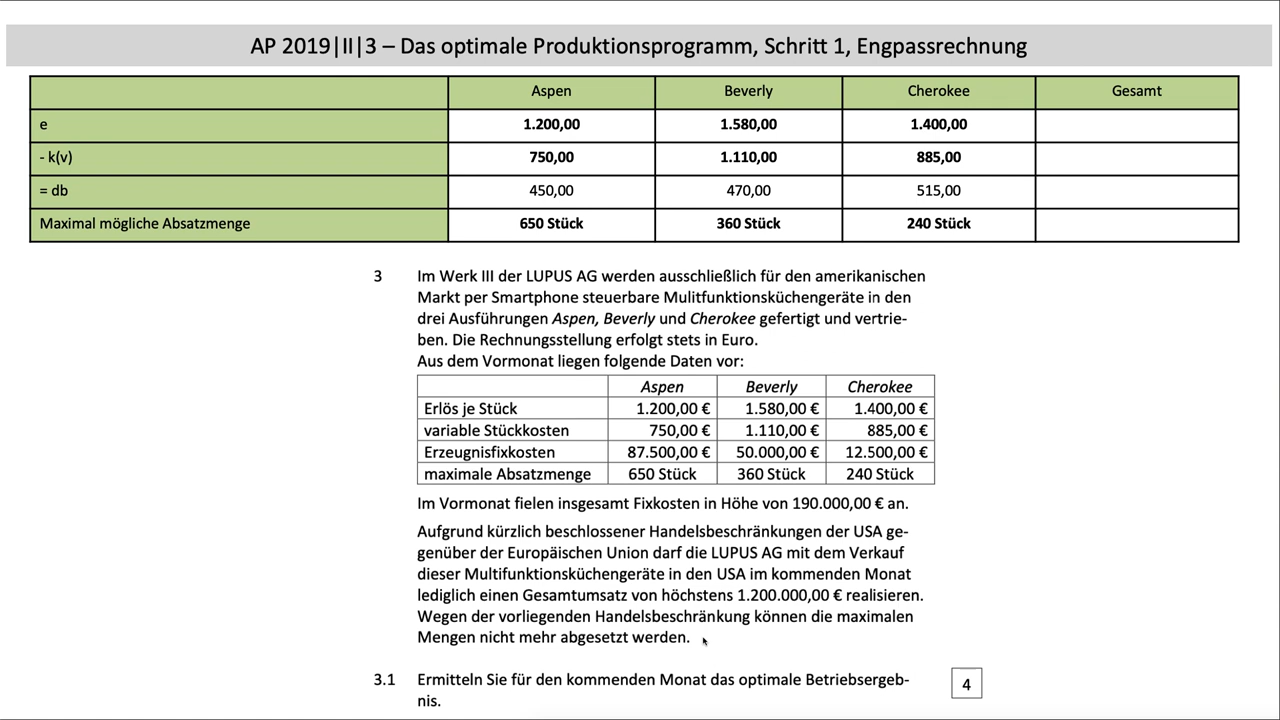 AP 2019|II|3 – Das optimale Produktionsprogramm, Schritt 1, Engpassrechnung
Aspen Beverly Cherokee Gesamt
e 1.200,00 1.580,00 1.400,00
- k(v) 750,00 1.110,00 885,00
= db 450,00 470,00 515,00
Maximal mögliche Absatzmenge 650 Stück 360 Stück 240 Stück
3 Im Werk III der LUPUS AG werden ausschließlich für den amerikanischen
Markt per Smartphone steuerbare Mulitfunktionsküchengeräte in den
drei Ausführungen Aspen, Beverly und Cherokee gefertigt und vertrie-
ben. Die Rechnungsstellung erfolgt stets in Euro.
Aus dem Vormonat liegen folgende Daten vor:
Aspen Beverly Cherokee
Erlös je Stück 1.200,00 € 1.580,00 € 1.400,00 €
variable Stückkosten 750,00 € 1.110,00 € 885,00 €
Erzeugnisfixkosten 87.500,00 € 50.000,00 € 12.500,00 €
maximale Absatzmenge 650 Stück 360 Stück 240 Stück
Im Vormonat fielen insgesamt Fixkosten in Höhe von 190.000,00 € an.
Aufgrund kürzlich beschlossener Handelsbeschränkungen der USA ge-
genüber der Europäischen Union darf die LUPUS AG mit dem Verkauf
dieser Multifunktionsküchengeräte in den USA im kommenden Monat
lediglich einen Gesamtumsatz von höchstens 1.200.000,00 € realisieren.
Wegen der vorliegenden Handelsbeschränkung können die maximalen
Mengen nicht mehr abgesetzt werden.
3.1 Ermitteln Sie für den kommenden Monat das optimale Betriebsergeb- 4
nis.